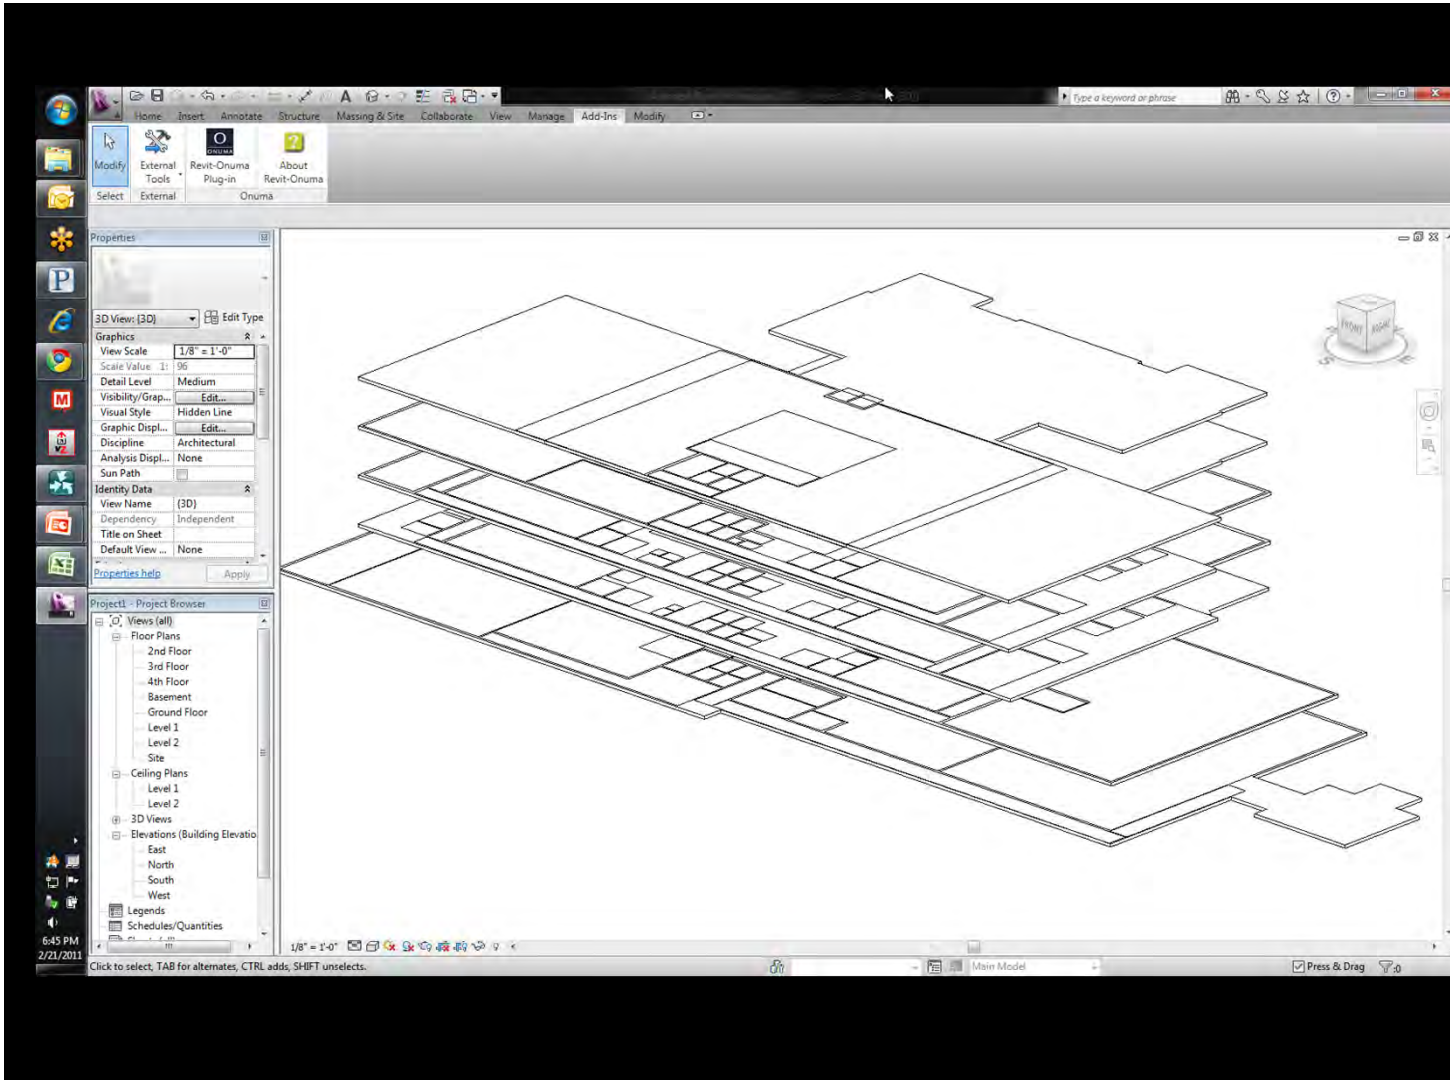 Type a keyword or phrase
Home Insert Annotate Structure Massing & Site Collaborate View Manage Add-Ins Modify
Modify
External Tools
O
ONUMA
Revit-Onuma Plug-in
About Revit-Onuma
Select External Onuma
Properties
3D View: {3D} Edit Type
Graphics
View Scale 1/8" = 1'-0"
Scale Value 1: 96
Detail Level Medium
Visibility/Grap... Edit...
Visual Style Hidden Line
Graphic Displ... Edit...
Discipline Architectural
Analysis Displ... None
Sun Path
Identity Data
View Name {3D}
Dependency Independent
Title on Sheet
Default View ... None
Properties help Apply
Project1 - Project Browser
Views (all)
Floor Plans
2nd Floor
3rd Floor
4th Floor
Basement
Ground Floor
Level 1
Level 2
Site
Ceiling Plans
Level 1
Level 2
3D Views
Elevations (Building Elevatio
East
North
South
West
Legends
Schedules/Quantities
FRONT RIGHT
6:45 PM
2/21/2011
1/8" = 1'-0"
Click to select, TAB for alternates, CTRL adds, SHIFT unselects.
Main Model
Press & Drag
:0